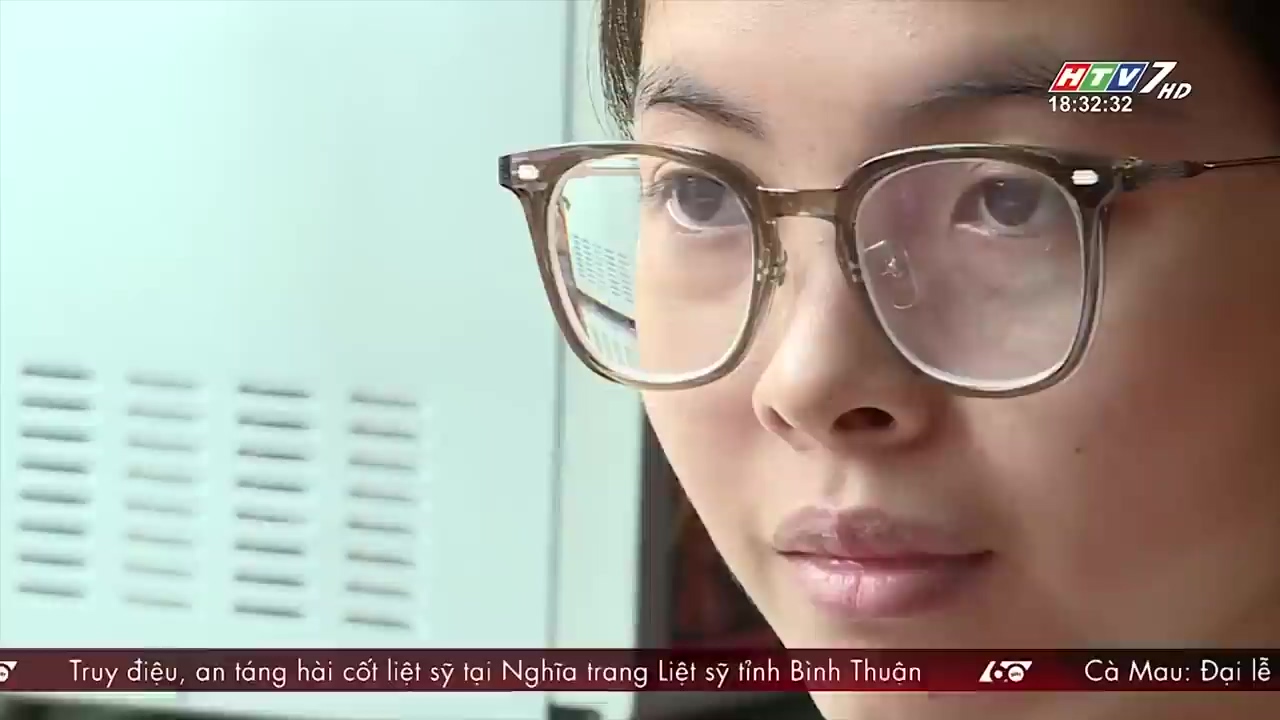 HTV7 HD
18:32:32
Truy điệu, an táng hài cốt liệt sỹ tại Nghĩa trang Liệt sỹ tỉnh Bình Thuận
Cà Mau: Đại lễ